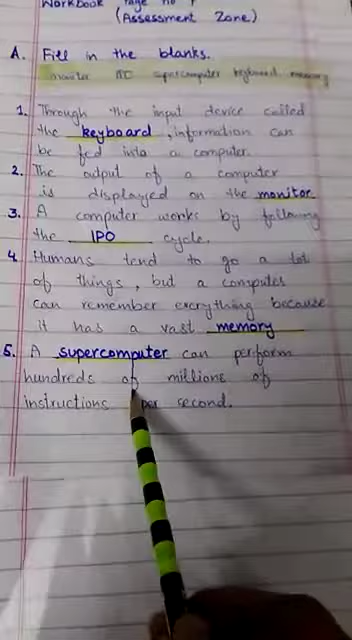 Workbook Page no
(Assessment Zone)
A. Fill in the blanks.
monitor IPO supercomputer keyboard memory
1. Through the input device called
the keyboard, information can
be fed into a computer.
2. The output of a computer
is displayed on the monitor
3. A computer works by following
the IPO cycle.
4 Humans tend to go a lot
of things, but a computer
can remember everything because
it has a vast memory
5. A supercomputer can perform
hundreds of millions of
instructions per second.